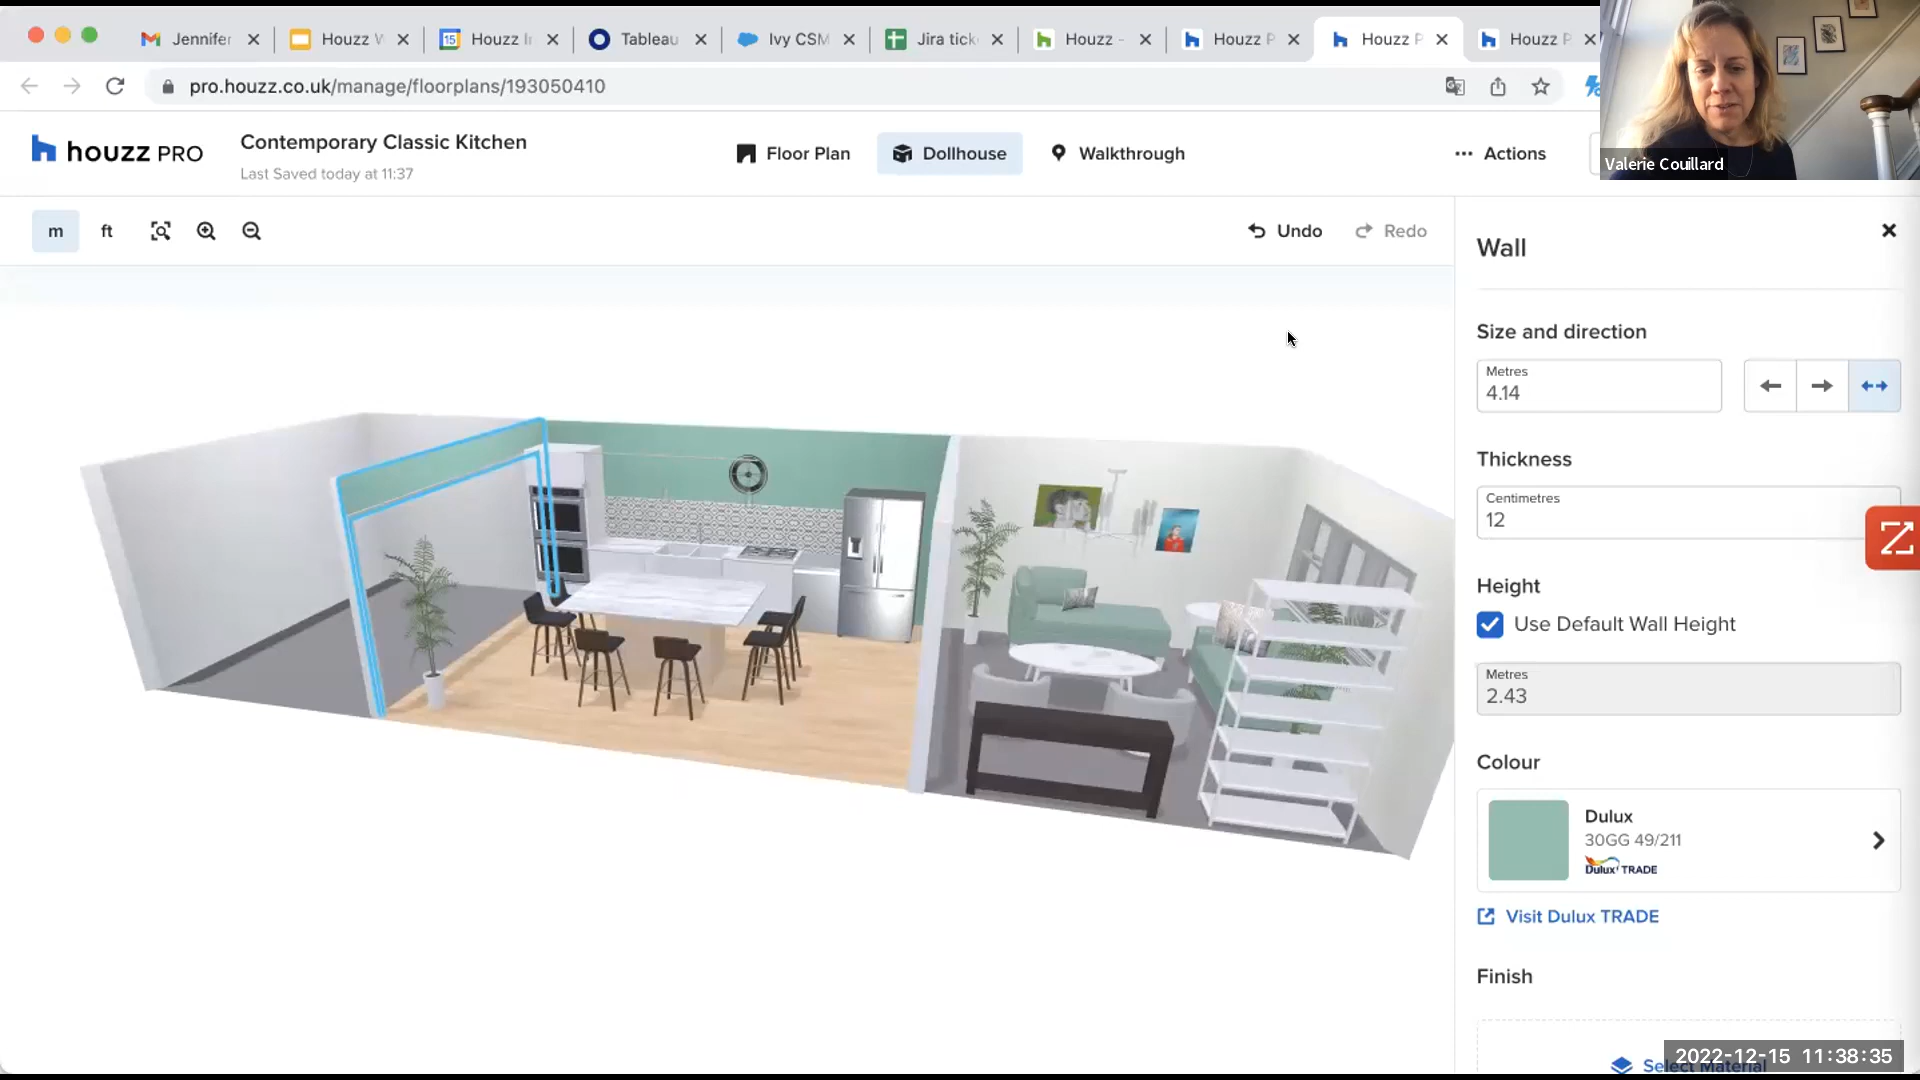 Jennifer
Houzz W
15
Houzz I
Tableau
Ivy CSM
Jira tick
Houzz -
Houzz P
Houzz P
Houzz P
pro.houzz.co.uk/manage/floorplans/193050410
houzz PRO
Contemporary Classic Kitchen
Last Saved today at 11:37
Floor Plan
Dollhouse
Walkthrough
Actions
Valerie Couillard
m
ft
Undo
Redo
Wall
Size and direction
Metres
4.14
Thickness
Centimetres
12
Height
Use Default Wall Height
Metres
2.43
Colour
Dulux
30GG 49/211
Dulux TRADE
Visit Dulux TRADE
Finish
Select Material
2022-12-15 11:38:35